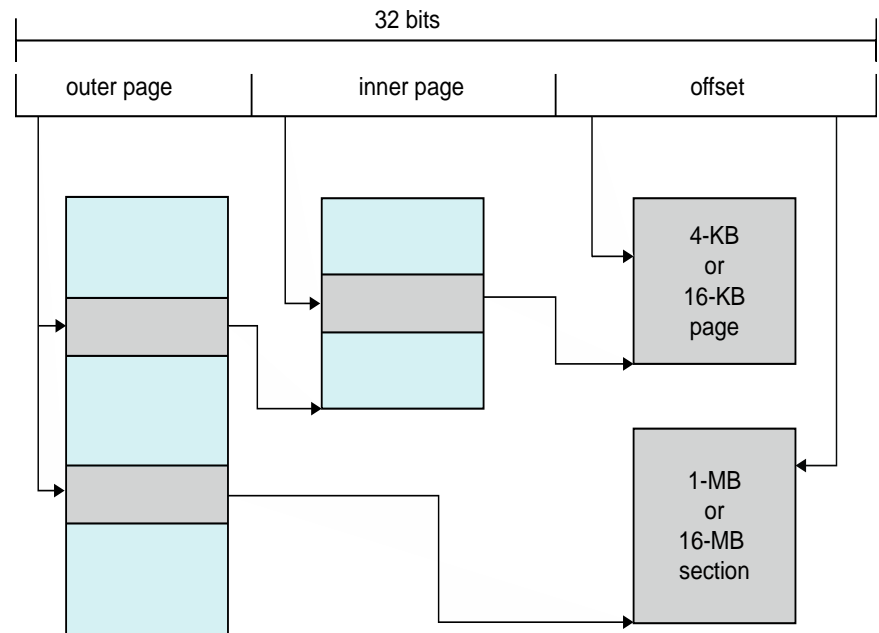 32 bits
outer page
inner page
offset
4-KB
or
16-KB
page
1-MB
or
16-MB
section